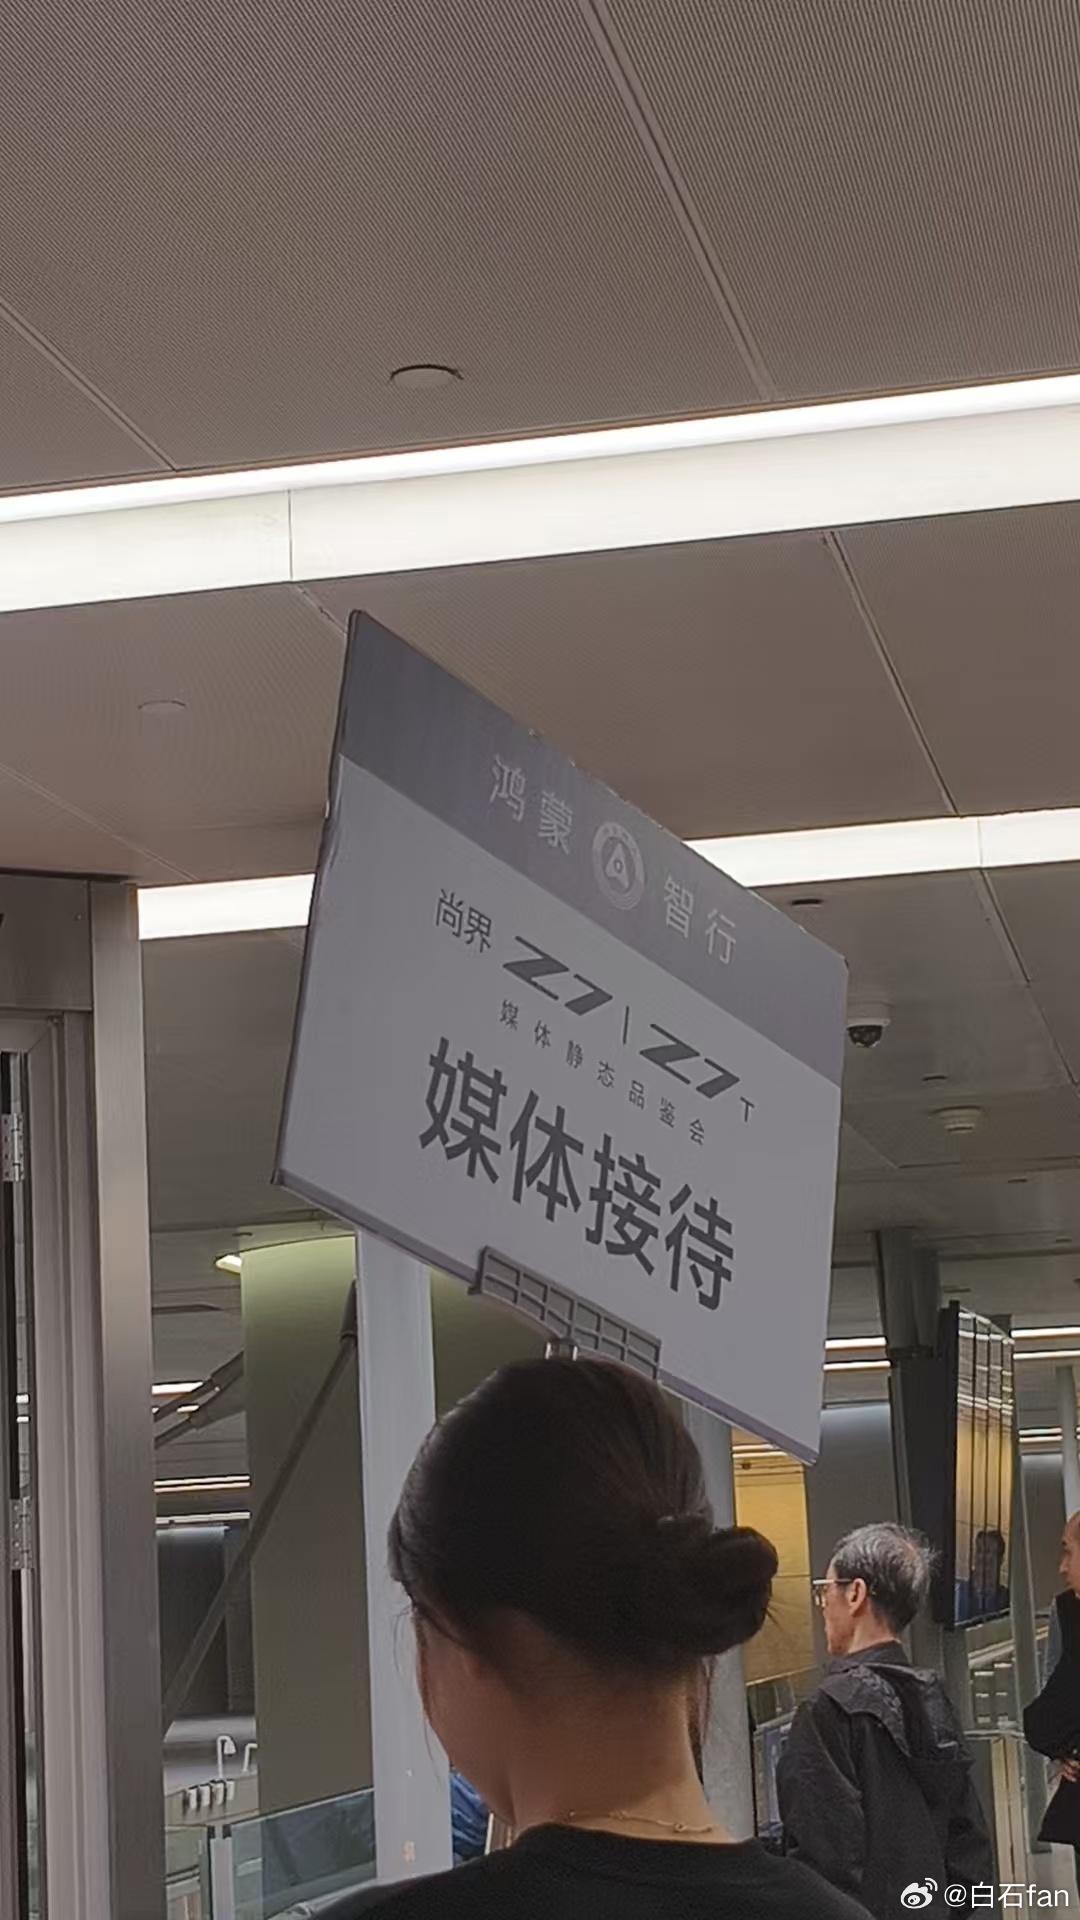 鸿蒙智行
尚界 Z7 | Z7T
媒体静态品鉴会
媒体接待
@白石fan